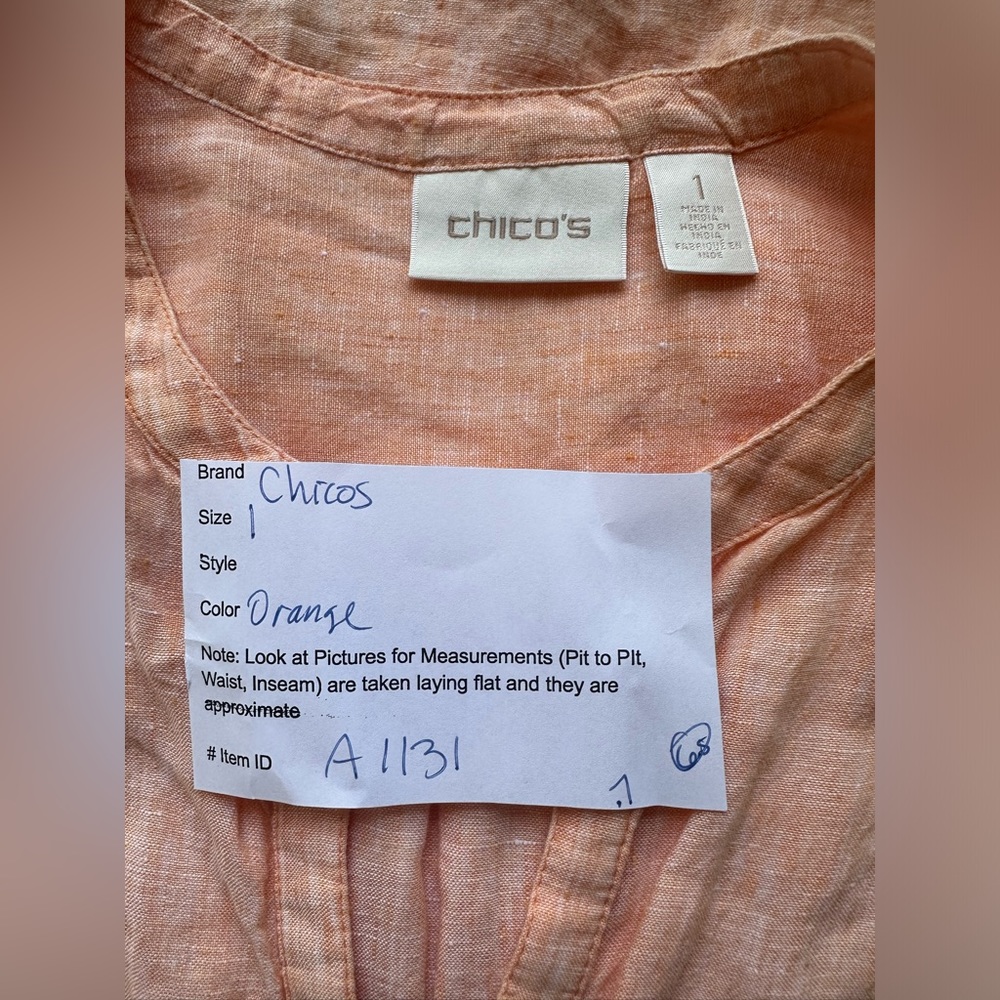 chico's
1
MADE IN
INDIA
HECHO EN
INDIA
FABRIQUÉ EN
INDE
Brand Chicos
Size 1
Style
Color Orange
Note: Look at Pictures for Measurements (Pit to PIt,
Waist, Inseam) are taken laying flat and they are
approximate
# Item ID A1131
.7